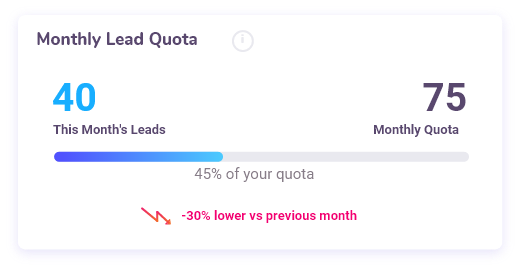 Monthly Lead Quota
40
75
This Month's Leads
Monthly Quota
45% of your quota
-30% lower vs previous month